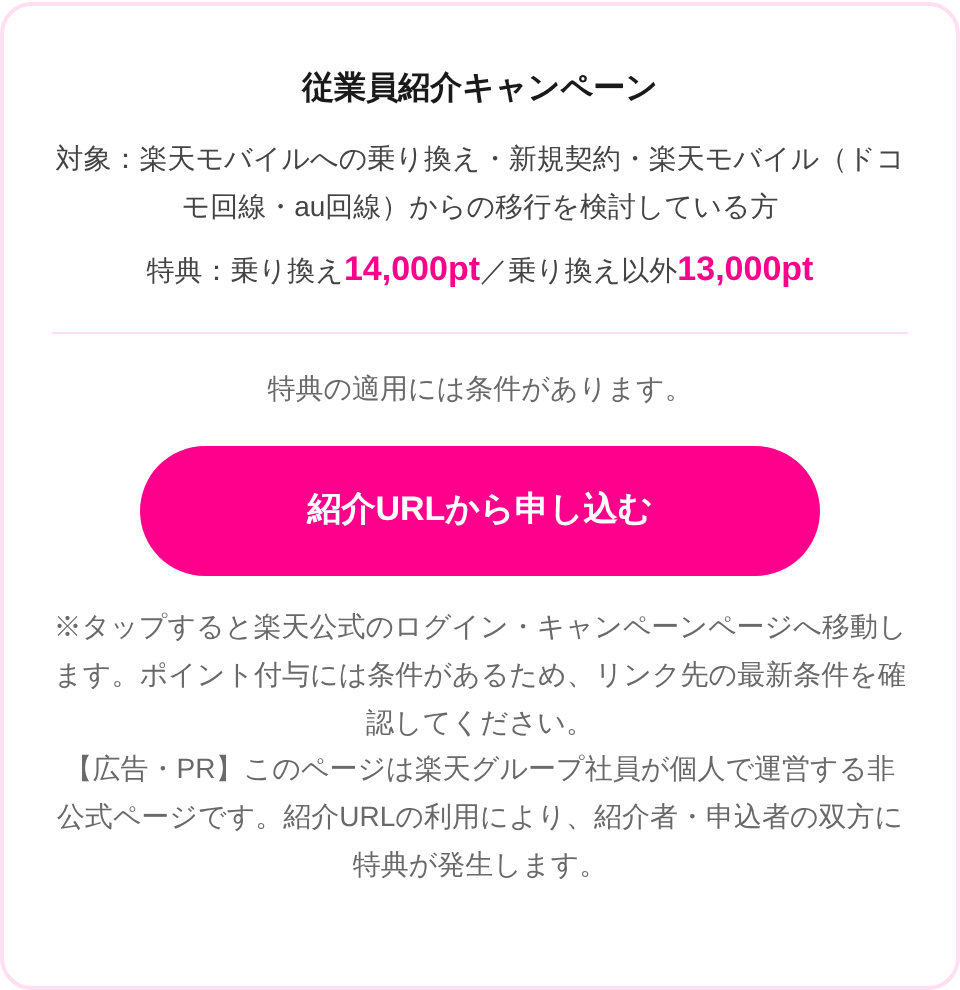 従業員紹介キャンペーン
対象：楽天モバイルへの乗り換え・新規契約・楽天モバイル（ドコ
モ回線・au回線）からの移行を検討している方
特典：乗り換え14,000pt／乗り換え以外13,000pt
特典の適用には条件があります。
紹介URLから申し込む
※タップすると楽天公式のログイン・キャンペーンページへ移動し
ます。ポイント付与には条件があるため、リンク先の最新条件を確
認してください。
【広告・PR】このページは楽天グループ社員が個人で運営する非
公式ページです。紹介URLの利用により、紹介者・申込者の双方に
特典が発生します。